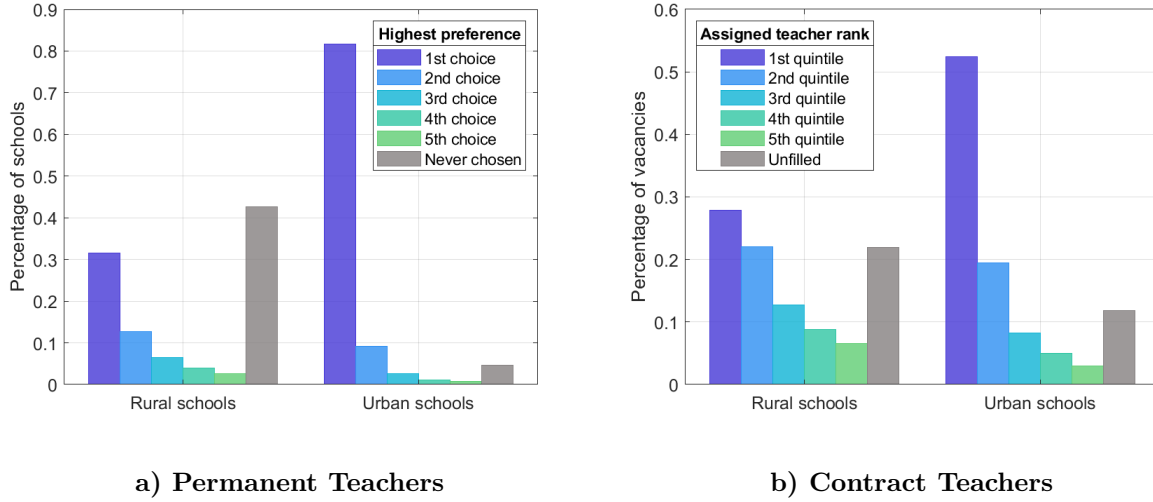 Percentage of schools
0.9
0.8
0.7
0.6
0.5
0.4
0.3
0.2
0.1
0
Highest preference
1st choice
2nd choice
3rd choice
4th choice
5th choice
Never chosen
Rural schools
Urban schools
a) Permanent Teachers
Percentage of vacancies
0.6
0.5
0.4
0.3
0.2
0.1
0
Assigned teacher rank
1st quintile
2nd quintile
3rd quintile
4th quintile
5th quintile
Unfilled
Rural schools
Urban schools
b) Contract Teachers